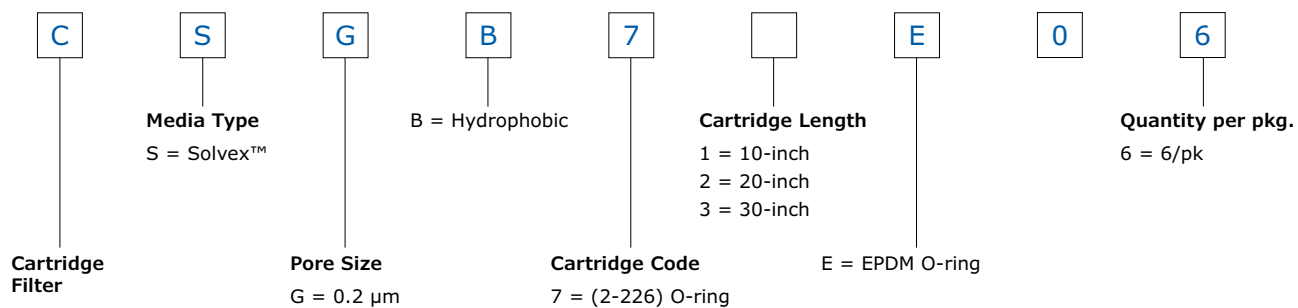 C S G B 7 E 0 6
Media Type
S = Solvex™
B = Hydrophobic
Cartridge Length
1 = 10-inch
2 = 20-inch
3 = 30-inch
Quantity per pkg.
6 = 6/pk
Cartridge
Filter
Pore Size
G = 0.2 µm
Cartridge Code
7 = (2-226) O-ring
E = EPDM O-ring